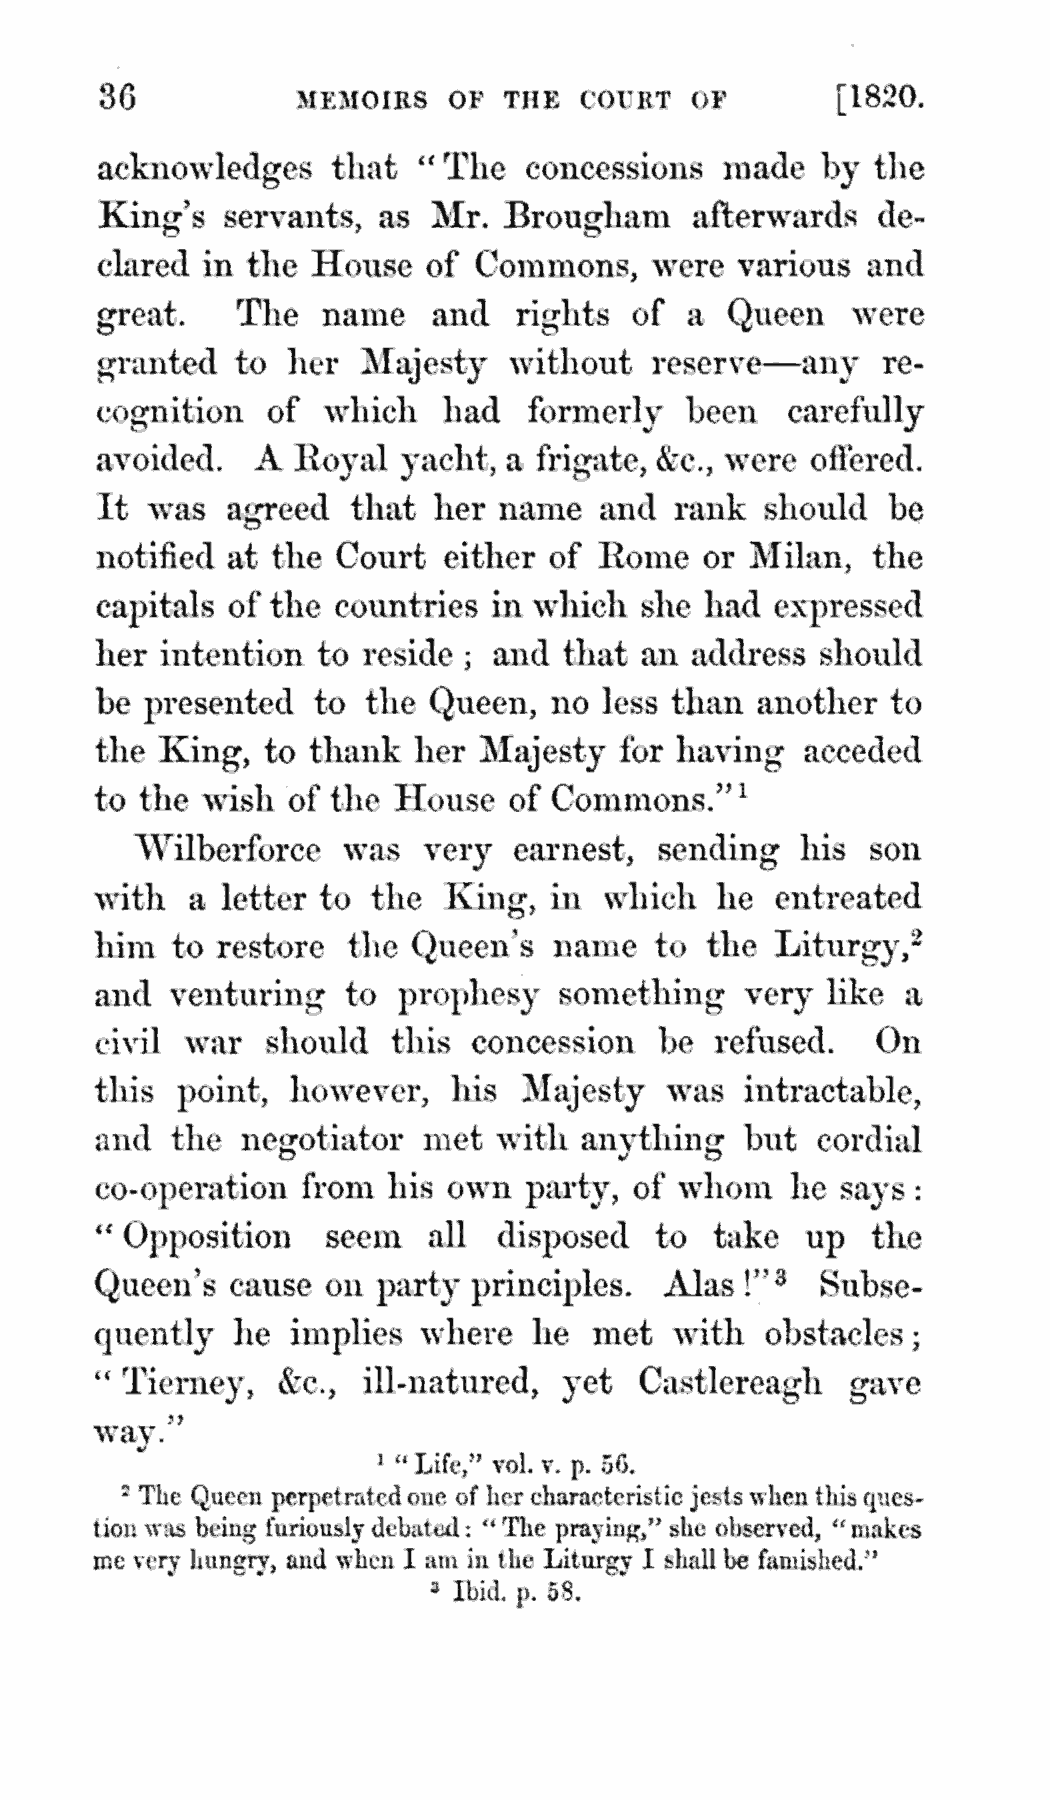 36 MEMOIRS OF THE COURT OF [1820.
acknowledges that “The concessions made by the
King's servants, as Mr. Brougham afterwards de-
clared in the House of Commons, were various and
great. The name and rights of a Queen were
granted to her Majesty without reserve—any re-
cognition of which had formerly been carefully
avoided. A Royal yacht, a frigate, &c., were offered.
It was agreed that her name and rank should be
notified at the Court either of Rome or Milan, the
capitals of the countries in which she had expressed
her intention to reside; and that an address should
be presented to the Queen, no less than another to
the King, to thank her Majesty for having acceded
to the wish of the House of Commons.”¹
Wilberforce was very earnest, sending his son
with a letter to the King, in which he entreated
him to restore the Queen's name to the Liturgy,²
and venturing to prophesy something very like a
civil war should this concession be refused. On
this point, however, his Majesty was intractable,
and the negotiator met with anything but cordial
co-operation from his own party, of whom he says:
“Opposition seem all disposed to take up the
Queen's cause on party principles. Alas!”³ Subse-
quently he implies where he met with obstacles;
“Tierney, &c., ill-natured, yet Castlereagh gave
way.”
¹ “Life,” vol. v. p. 56.
² The Queen perpetrated one of her characteristic jests when this ques-
tion was being furiously debated: “The praying,” she observed, “makes
me very hungry, and when I am in the Liturgy I shall be famished.”
³ Ibid. p. 58.